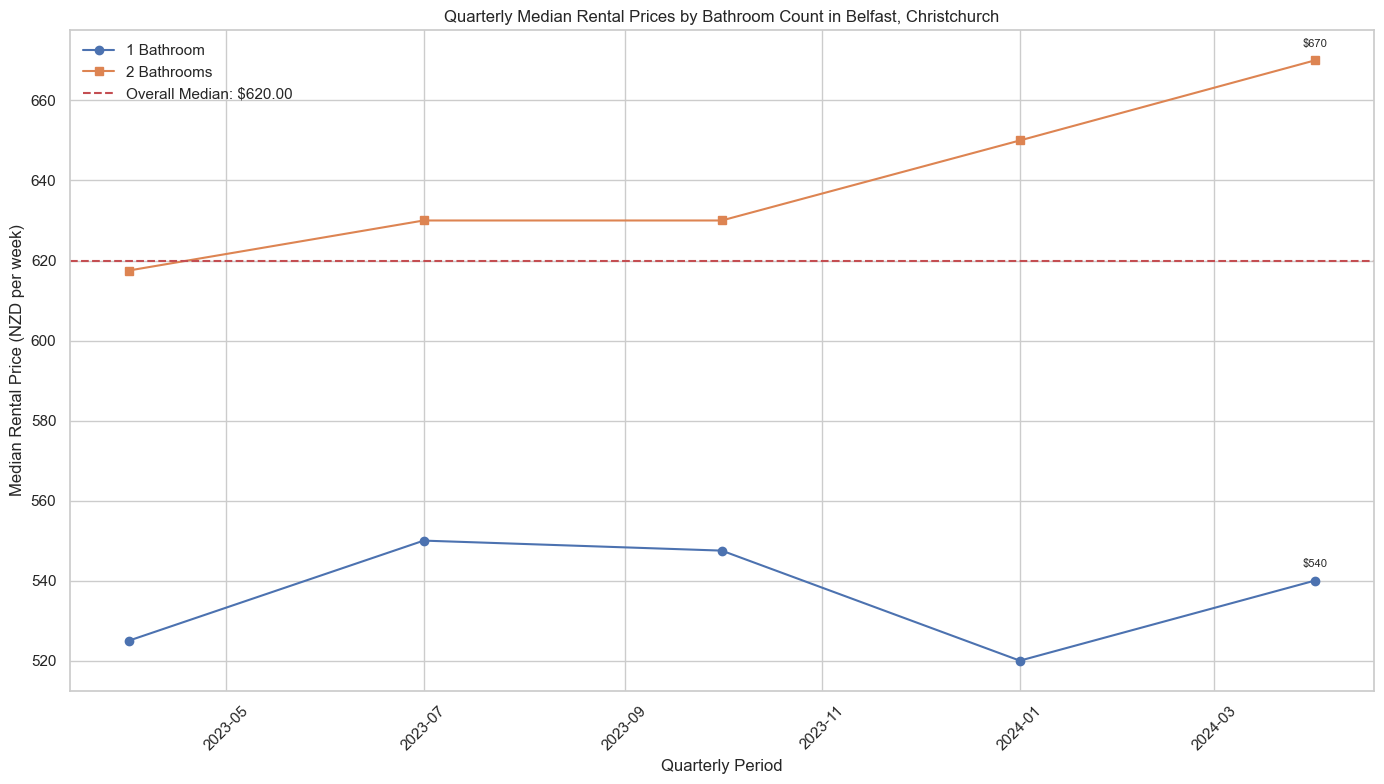 Quarterly Median Rental Prices by Bathroom Count in Belfast, Christchurch
1 Bathroom
2 Bathrooms
Overall Median: $620.00
$670
$540
Median Rental Price (NZD per week)
660
640
620
600
580
560
540
520
2023-05
2023-07
2023-09
2023-11
2024-01
2024-03
Quarterly Period